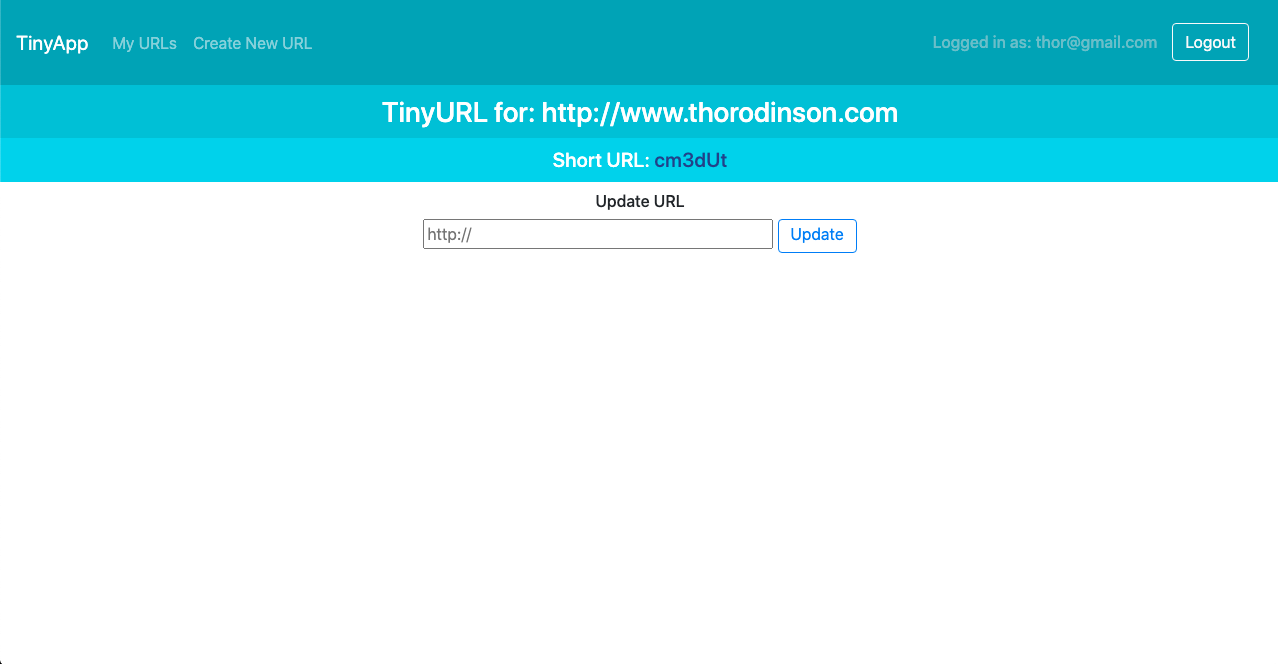 TinyApp My URLs Create New URL Logged in as: thor@gmail.com Logout
TinyURL for: http://www.thorodinson.com
Short URL: cm3dUt
Update URL
http:// Update